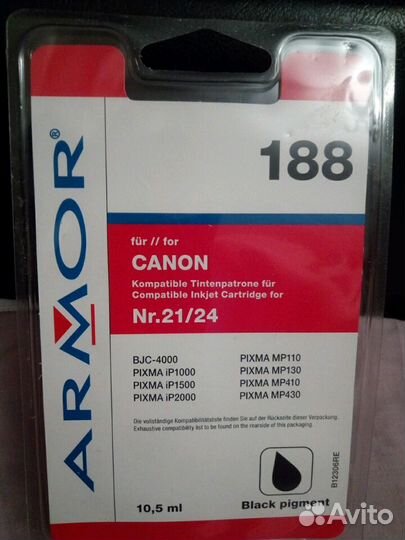 ARMOR®
188
für // for
CANON
Kompatible Tintenpatrone für
Compatible Inkjet Cartridge for
Nr.21/24
BJC-4000 PIXMA MP110
PIXMA iP1000 PIXMA MP130
PIXMA iP1500 PIXMA MP410
PIXMA iP2000 PIXMA MP430
Die vollständige Kompatibilitätsliste finden Sie auf der Rückseite dieser Verpackung.
Exhaustive compatibility list to be found on the rearside of this packaging.
B12306RE
10,5 ml
Black pigment
Avito